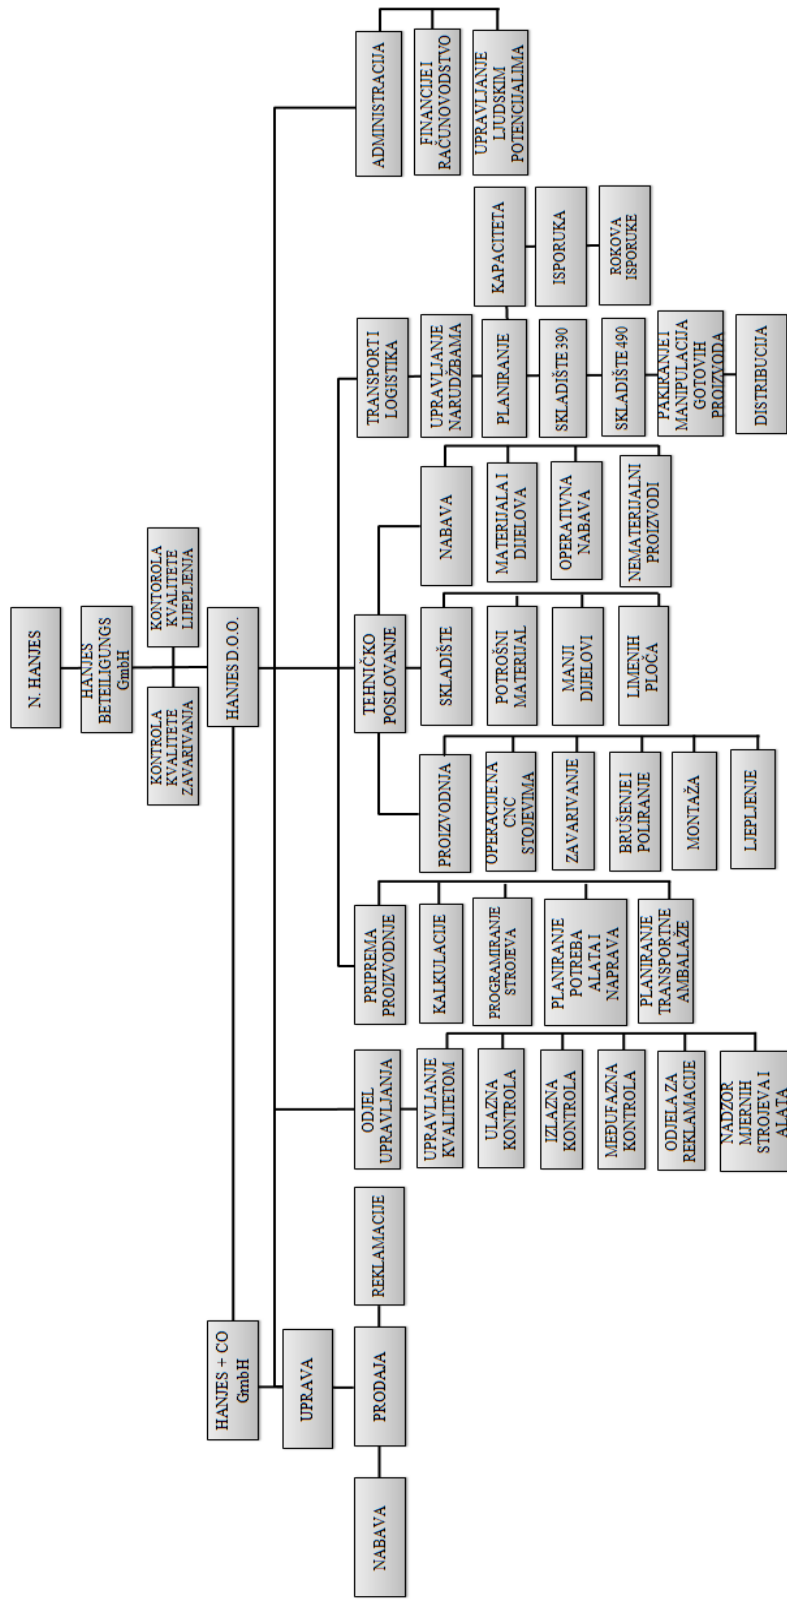 N. HANJES
HANJES
BETEILIGUNGS
GmbH
KONTROLA
KVALITETE
ZAVARIVANJA
KONTOROLA
KVALITETE
LIJEPLJENJA
HANJES + CO
GmbH
HANJES D.O.O.
UPRAVA
NABAVA
PRODAJA
REKLAMACIJE
ODJEL
UPRAVLJANJA
UPRAVLJANJE
KVALITETOM
ULAZNA
KONTROLA
IZLAZNA
KONTROLA
MEĐUFAZNA
KONTROLA
ODJEL ZA
REKLAMACIJE
NADZOR
MJERNIH
STROJEVA I
ALATA
PRIPREMA
PROIZVODNJE
KALKULACIJE
PROGRAMIRANJE
STROJEVA
PLANIRANJE
POTREBA
ALATA I
NAPRAVA
PLANIRANJE
TRANSPORTNE
AMBALAŽE
TEHNIČKO
POSLOVANJE
PROIZVODNJA
OPERACIJE NA
CNC
STOJEVIMA
ZAVARIVANJE
BRUŠENJE I
POLIRANJE
MONTAŽA
LJEPLJENJE
SKLADIŠTE
POTROŠNI
MATERIJAL
MANJI
DIJELOVI
LIMENIH
PLOČA
NABAVA
MATERIJALA I
DIJELOVA
OPERATIVNA
NABAVA
NEMATERIJALNI
PROIZVODI
TRANSPORT I
LOGISTIKA
UPRAVLJANJE
NARUDŽBAMA
PLANIRANJE
SKLADIŠTE 390
SKLADIŠTE 490
PAKIRANJE I
MANIPULACIJA
GOTOVIH
PROIZVODA
DISTRIBUCIJA
KAPACITETA
ISPORUKA
ROKOVA
ISPORUKE
ADMINISTRACIJA
FINANCIJE I
RAČUNOVODSTVO
UPRAVLJANJE
LJUDSKIM
POTENCIJALIMA